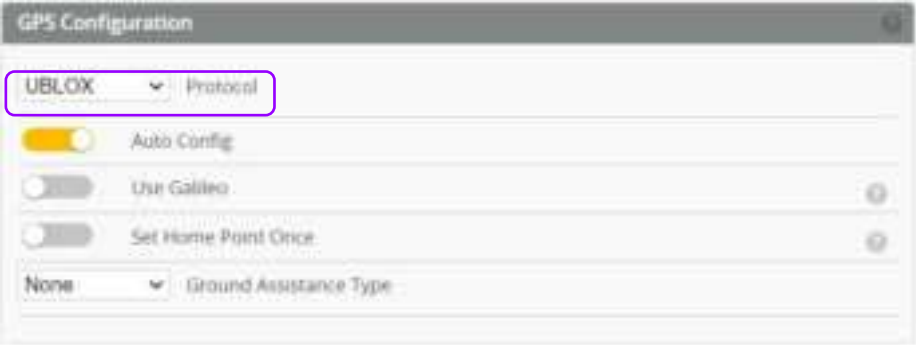 GPS Configuration
UBLOX Protocol
Auto Config
Use Galileo
Set Home Point Once
None Ground Assistance Type